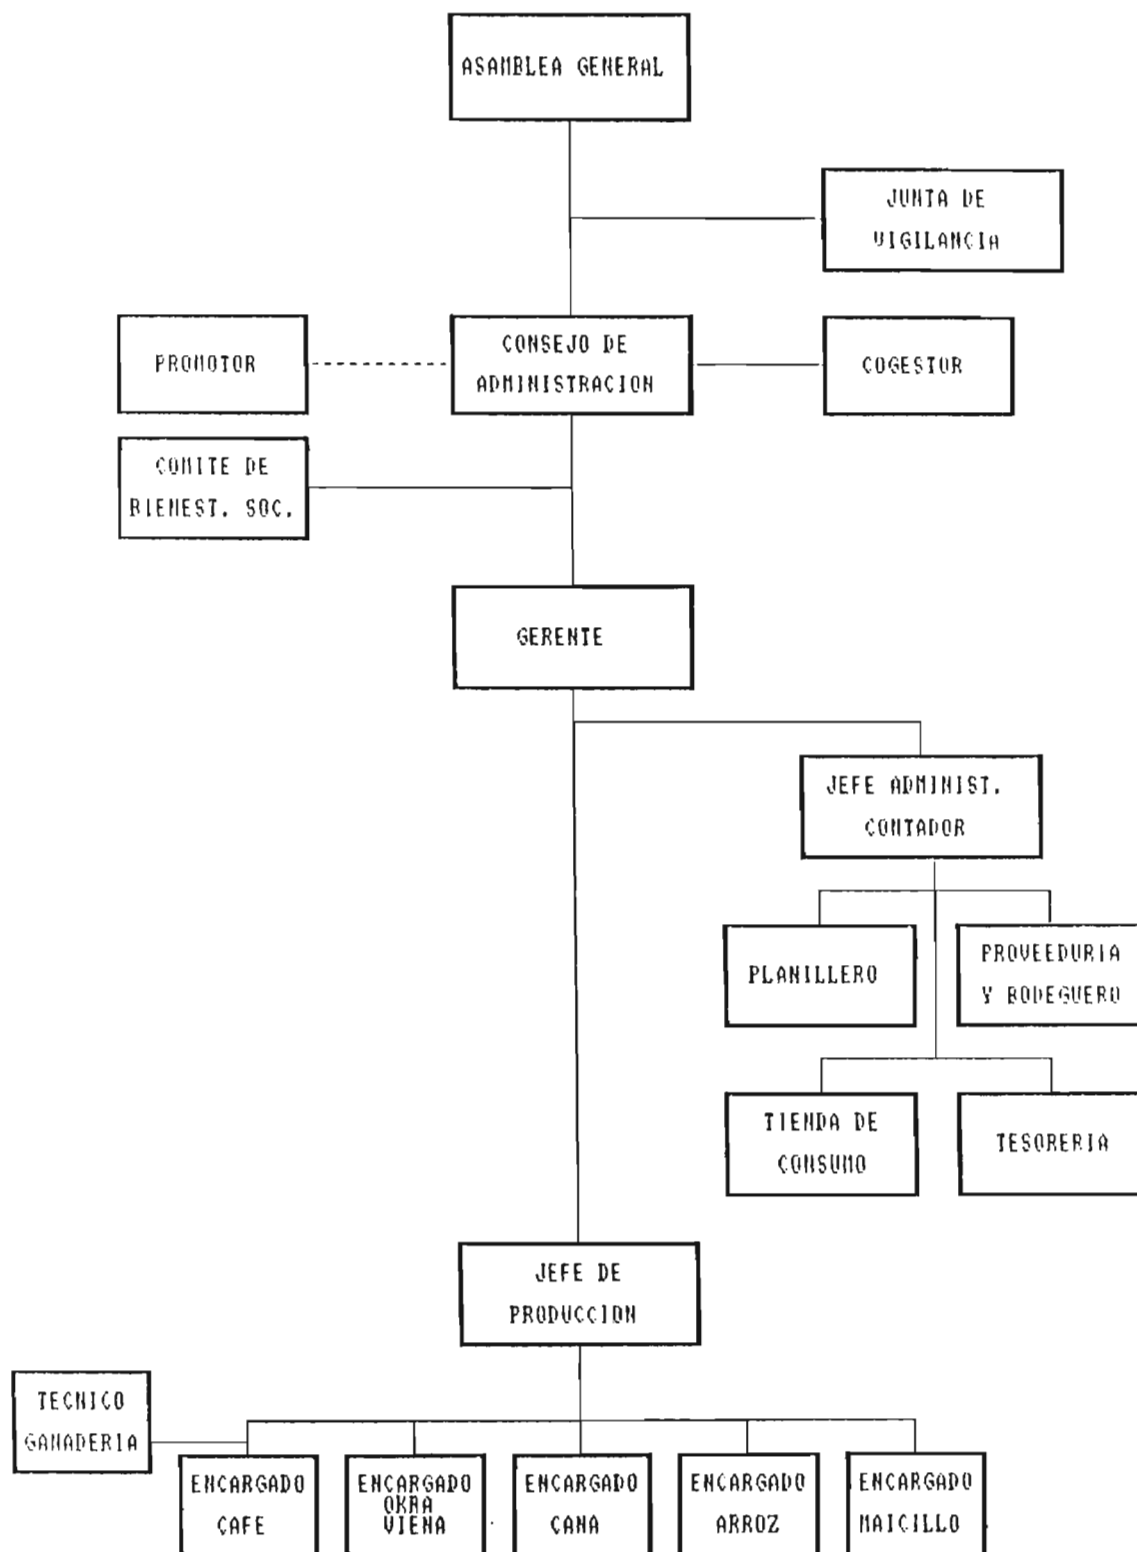 ASAMBLEA GENERAL
JUNTA DE
VIGILANCIA
PROMOTOR
CONSEJO DE
ADMINISTRACION
COGESTOR
COMITE DE
BIENEST. SOC.
GERENTE
JEFE ADMINIST.
CONTADOR
PLANILLERO
PROVEEDURIA
Y BODEGUERO
TIENDA DE
CONSUMO
TESORERIA
JEFE DE
PRODUCCION
TECNICO
GANADERIA
ENCARGADO
CAFE
ENCARGADO
OKRA
VIENA
ENCARGADO
CANA
ENCARGADO
ARROZ
ENCARGADO
MAICILLO